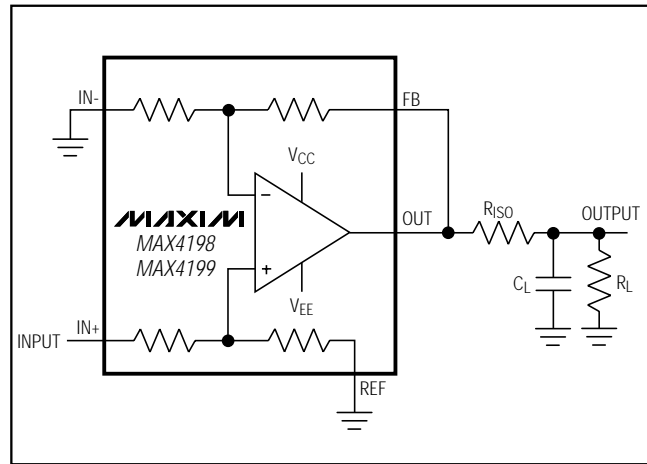 IN-
FB
VCC
−
MAXIM
MAX4198
MAX4199
OUT
RISO
OUTPUT
+
CL
RL
VEE
INPUT
IN+
REF